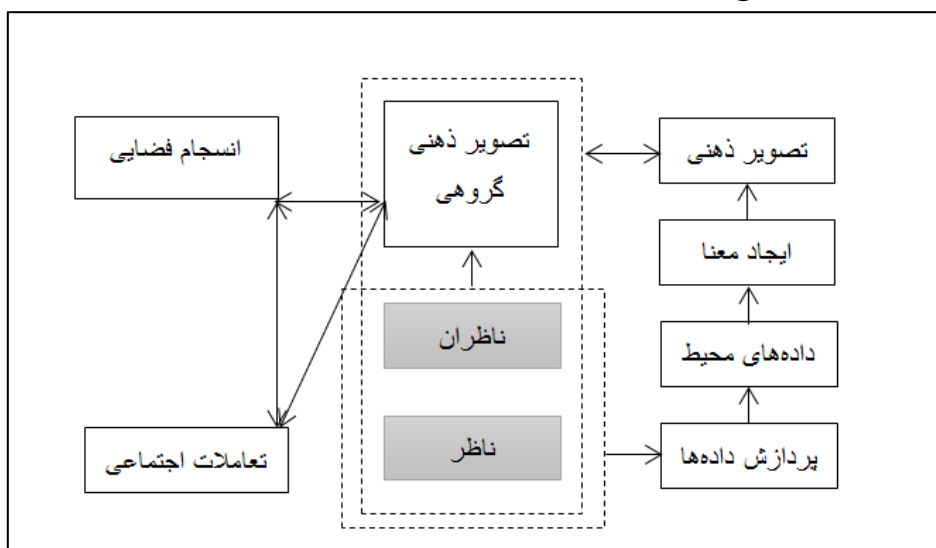 تصویر ذهنی
گروهی
انسجام فضایی
تصویر ذهنی
ایجاد معنا
ناظران
داده‌های محیط
ناظر
پردازش داده‌ها
تعاملات اجتماعی